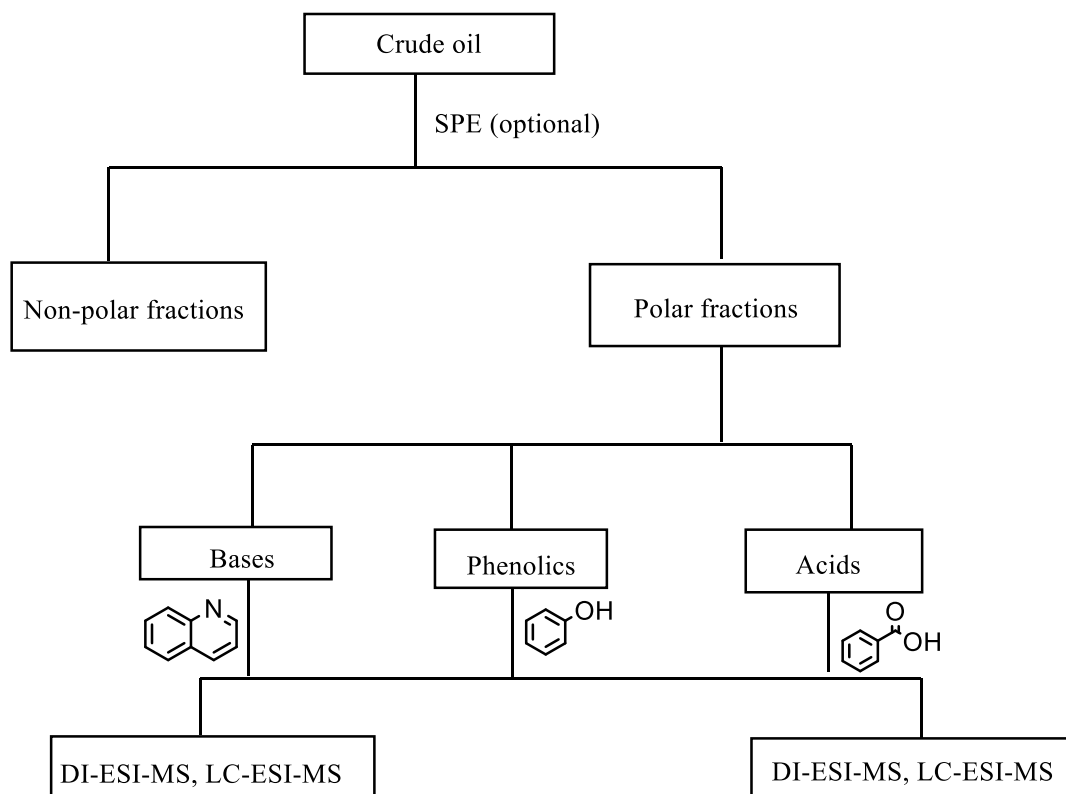 Crude oil
SPE (optional)
Non-polar fractions
Polar fractions
Bases
Phenolics
Acids
N
OH
O
OH
DI-ESI-MS, LC-ESI-MS
DI-ESI-MS, LC-ESI-MS